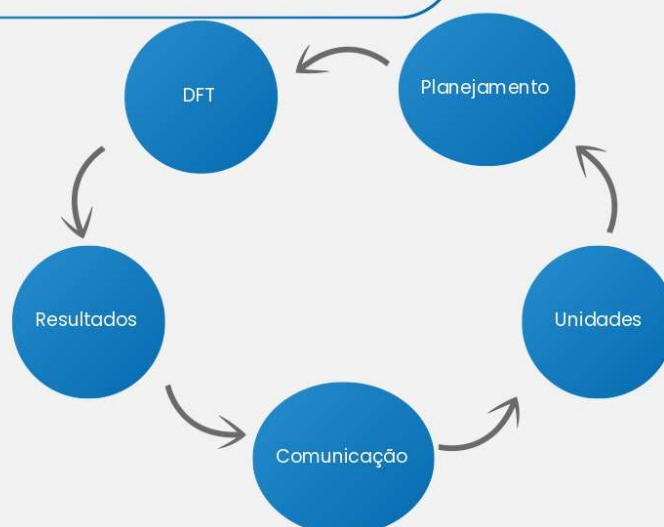 DFT
Planejamento
Resultados
Unidades
Comunicação